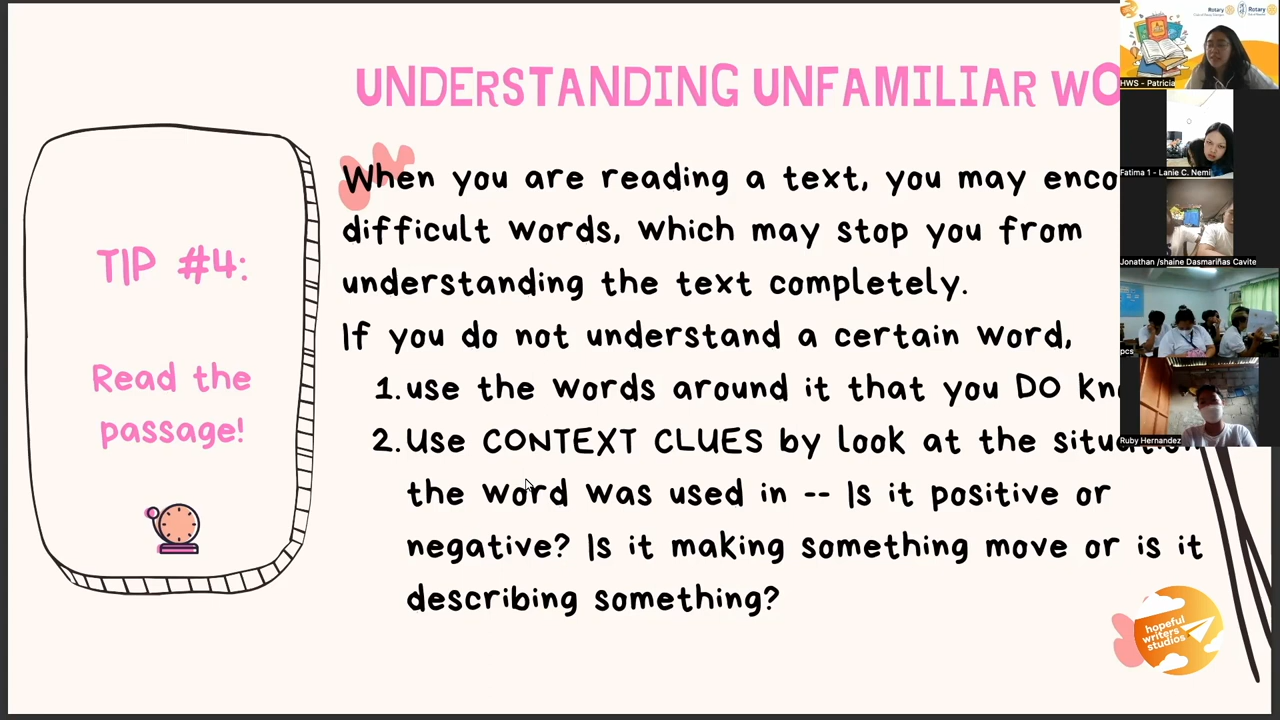 UNDERSTANDING UNFAMILIAR WO
TIP #4:
Read the
passage!
When you are reading a text, you may enco
difficult words, which may stop you from
understanding the text completely.
If you do not understand a certain word,
1. use the words around it that you DO kn
2. Use CONTEXT CLUES by look at the situation
the word was used in -- Is it positive or
negative? Is it making something move or is it
describing something?
hopeful
writers
studios
Rotary
Rotary
HWS - Patricia
Fatima 1 - Lanie C. Nemi
Jonathan /shaine Dasmariñas Cavite
pcs
Ruby Hernandez